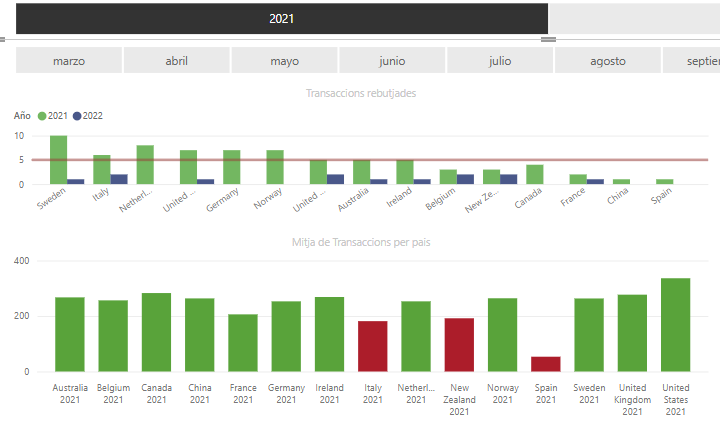 2021
marzo abril mayo junio julio agosto septier
Transaccions rebutjades
Año 2021 2022
10
5
0
Sweden Italy Netherl... United ... Germany Norway United ... Australia Ireland Belgium New Ze... Canada France China Spain
Mitja de Transaccions per pais
400
200
0
Australia Belgium Canada China France Germany Ireland Italy Netherl... New Norway Spain Sweden United United
2021 2021 2021 2021 2021 2021 2021 2021 2021 Zealand 2021 2021 2021 Kingdom States
2021 2021 2021